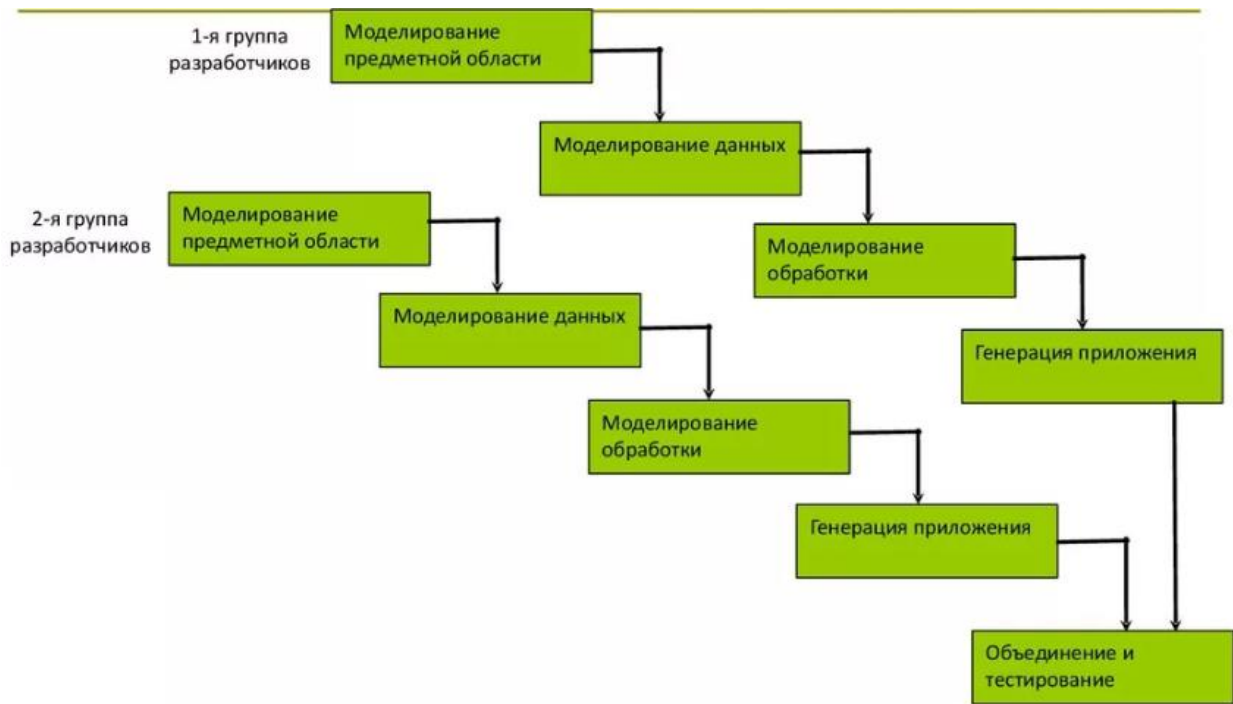 1-я группа
разработчиков
Моделирование
предметной области
Моделирование данных
Моделирование
обработки
Генерация приложения
2-я группа
разработчиков
Моделирование
предметной области
Моделирование данных
Моделирование
обработки
Генерация приложения
Объединение и
тестирование